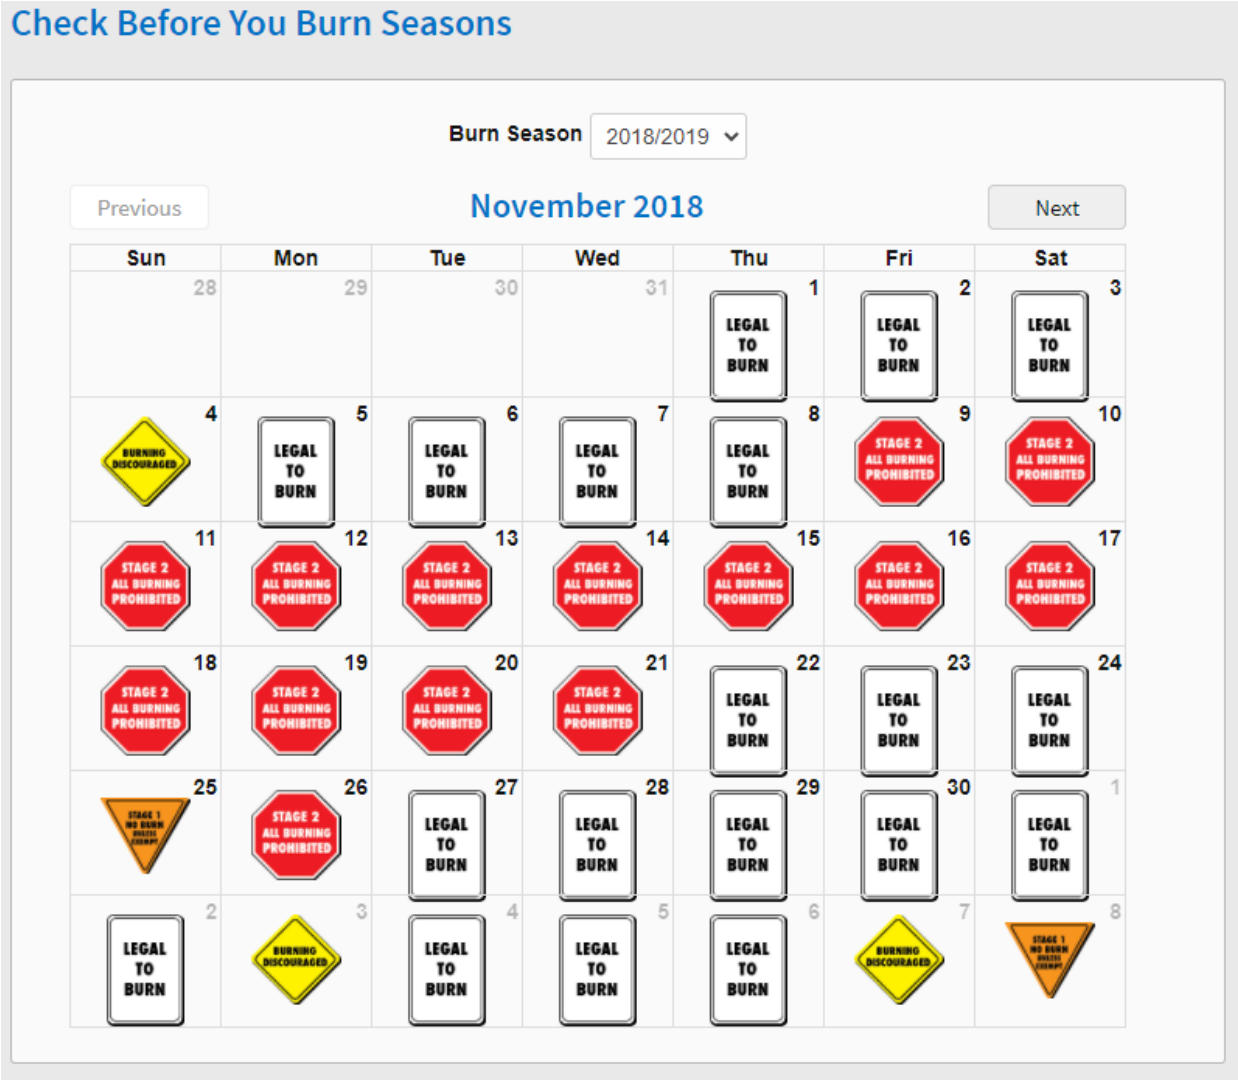 Check Before You Burn Seasons
Burn Season 2018/2019
Previous November 2018 Next
Sun Mon Tue Wed Thu Fri Sat
28 29 30 31 1 2 3
LEGAL LEGAL LEGAL
TO TO TO
BURN BURN BURN
4 5 6 7 8 9 10
BURNING DISCOURAGED
LEGAL LEGAL LEGAL LEGAL
TO TO TO TO
BURN BURN BURN BURN
STAGE 2 STAGE 2
ALL BURNING ALL BURNING
PROHIBITED PROHIBITED
11 12 13 14 15 16 17
STAGE 2 STAGE 2 STAGE 2 STAGE 2 STAGE 2 STAGE 2 STAGE 2
ALL BURNING ALL BURNING ALL BURNING ALL BURNING ALL BURNING ALL BURNING ALL BURNING
PROHIBITED PROHIBITED PROHIBITED PROHIBITED PROHIBITED PROHIBITED PROHIBITED
18 19 20 21 22 23 24
STAGE 2 STAGE 2 STAGE 2 STAGE 2 LEGAL LEGAL LEGAL
ALL BURNING ALL BURNING ALL BURNING ALL BURNING TO TO TO
PROHIBITED PROHIBITED PROHIBITED PROHIBITED BURN BURN BURN
25 26 27 28 29 30 1
STAGE 1
NO BURN
UNLESS
EXEMPT
STAGE 2
ALL BURNING
PROHIBITED
LEGAL LEGAL LEGAL LEGAL LEGAL
TO TO TO TO TO
BURN BURN BURN BURN BURN
2 3 4 5 6 7 8
LEGAL
TO
BURN
BURNING
DISCOURAGED
LEGAL LEGAL LEGAL
TO TO TO
BURN BURN BURN
BURNING
DISCOURAGED
STAGE 1
NO BURN
UNLESS
EXEMPT